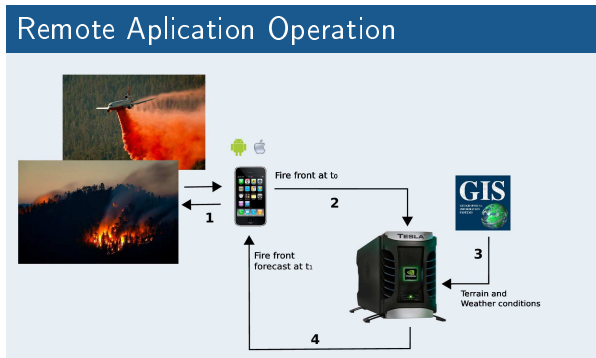 Remote Aplication Operation
1
Fire front at t₀
2
GIS
TESLA
3
Terrain and
Weather conditions
Fire front
forecast at t₁
4